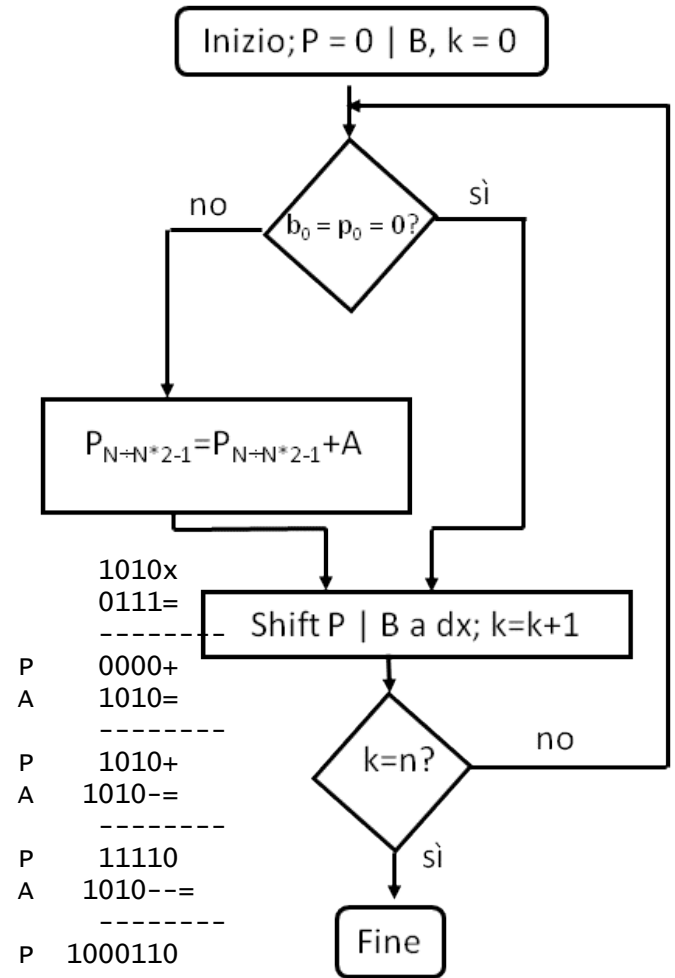 Inizio; P = 0 | B, k = 0
no
sì
b₀ = p₀ = 0?
P_N÷N*2-1=P_N÷N*2-1+A
1010x
0111=
--------
Shift P | B a dx; k=k+1
P 0000+
A 1010=
--------
P 1010+
A 1010-=
--------
P 11110
A 1010--=
--------
P 1000110
k=n?
no
sì
Fine